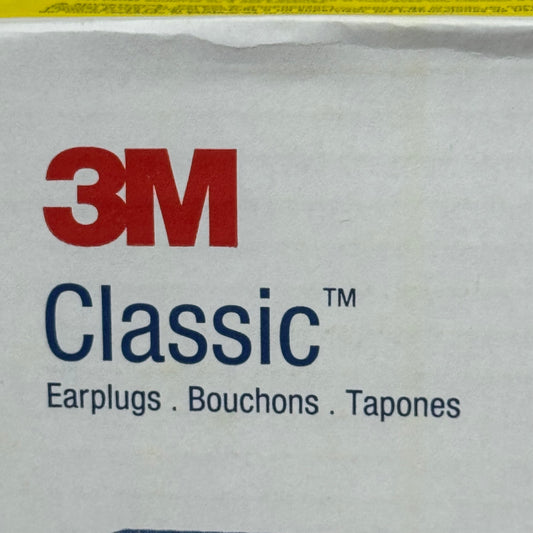 3M
Classic™
Earplugs . Bouchons . Tapones